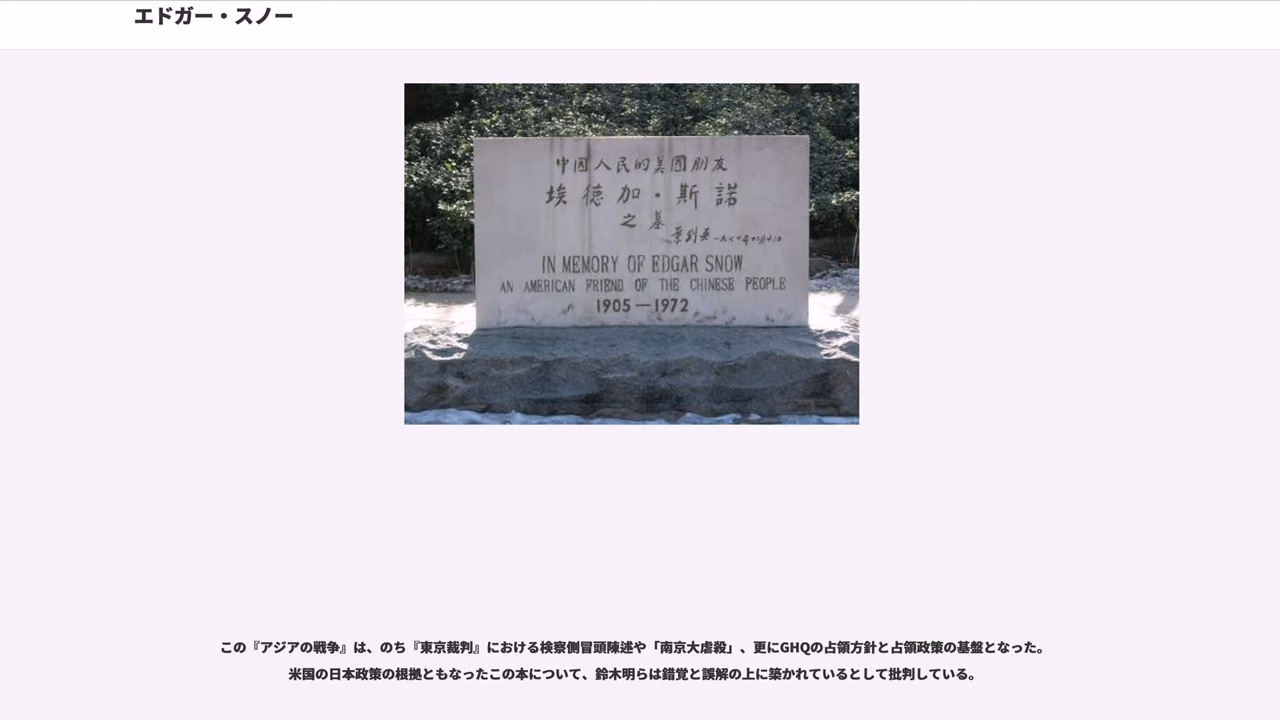 エドガー・スノー
中國人民的美國朋友
埃德加·斯諾
之墓
葉剑英
IN MEMORY OF EDGAR SNOW
AN AMERICAN FRIEND OF THE CHINESE PEOPLE
1905—1972
この『アジアの戦争』は、のち『東京裁判』における検察側冒頭陳述や「南京大虐殺」、更にGHQの占領方針と占領政策の基盤となった。
米国の日本政策の根拠ともなったこの本について、鈴木明らは錯覚と誤解の上に築かれているとして批判している。